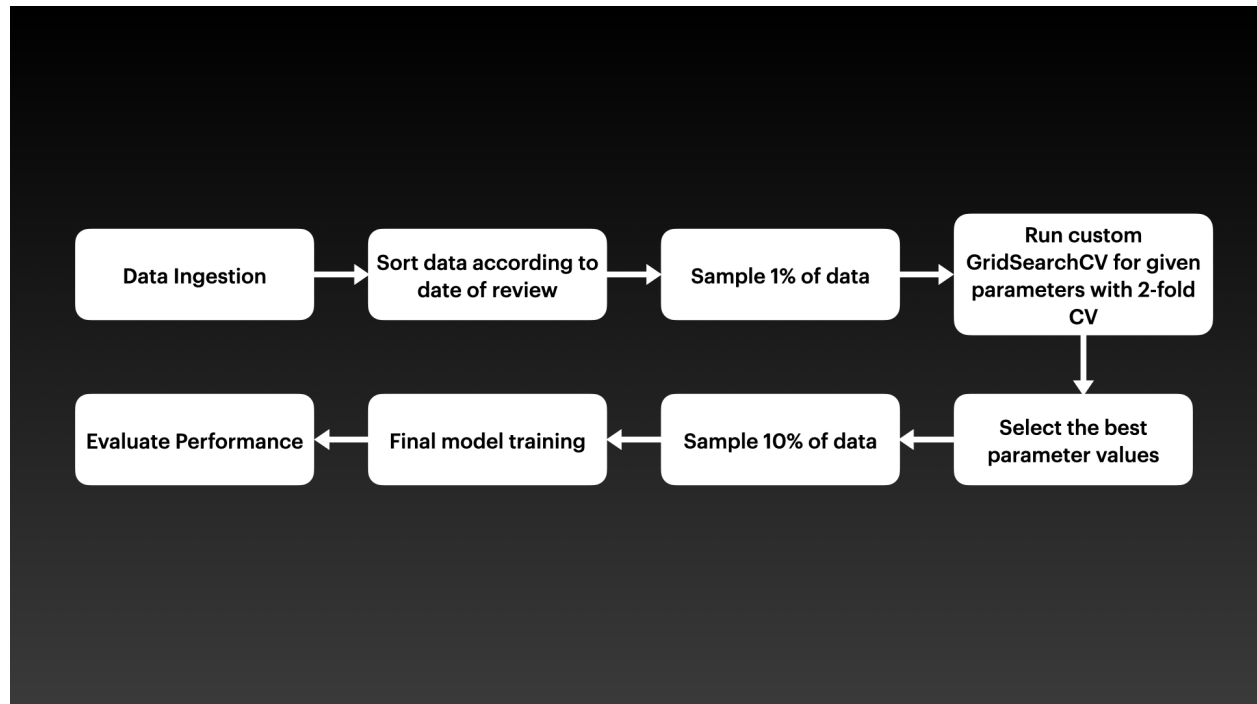 Data Ingestion
Sort data according to
date of review
Sample 1% of data
Run custom
GridSearchCV for given
parameters with 2-fold
CV
Select the best
parameter values
Sample 10% of data
Final model training
Evaluate Performance